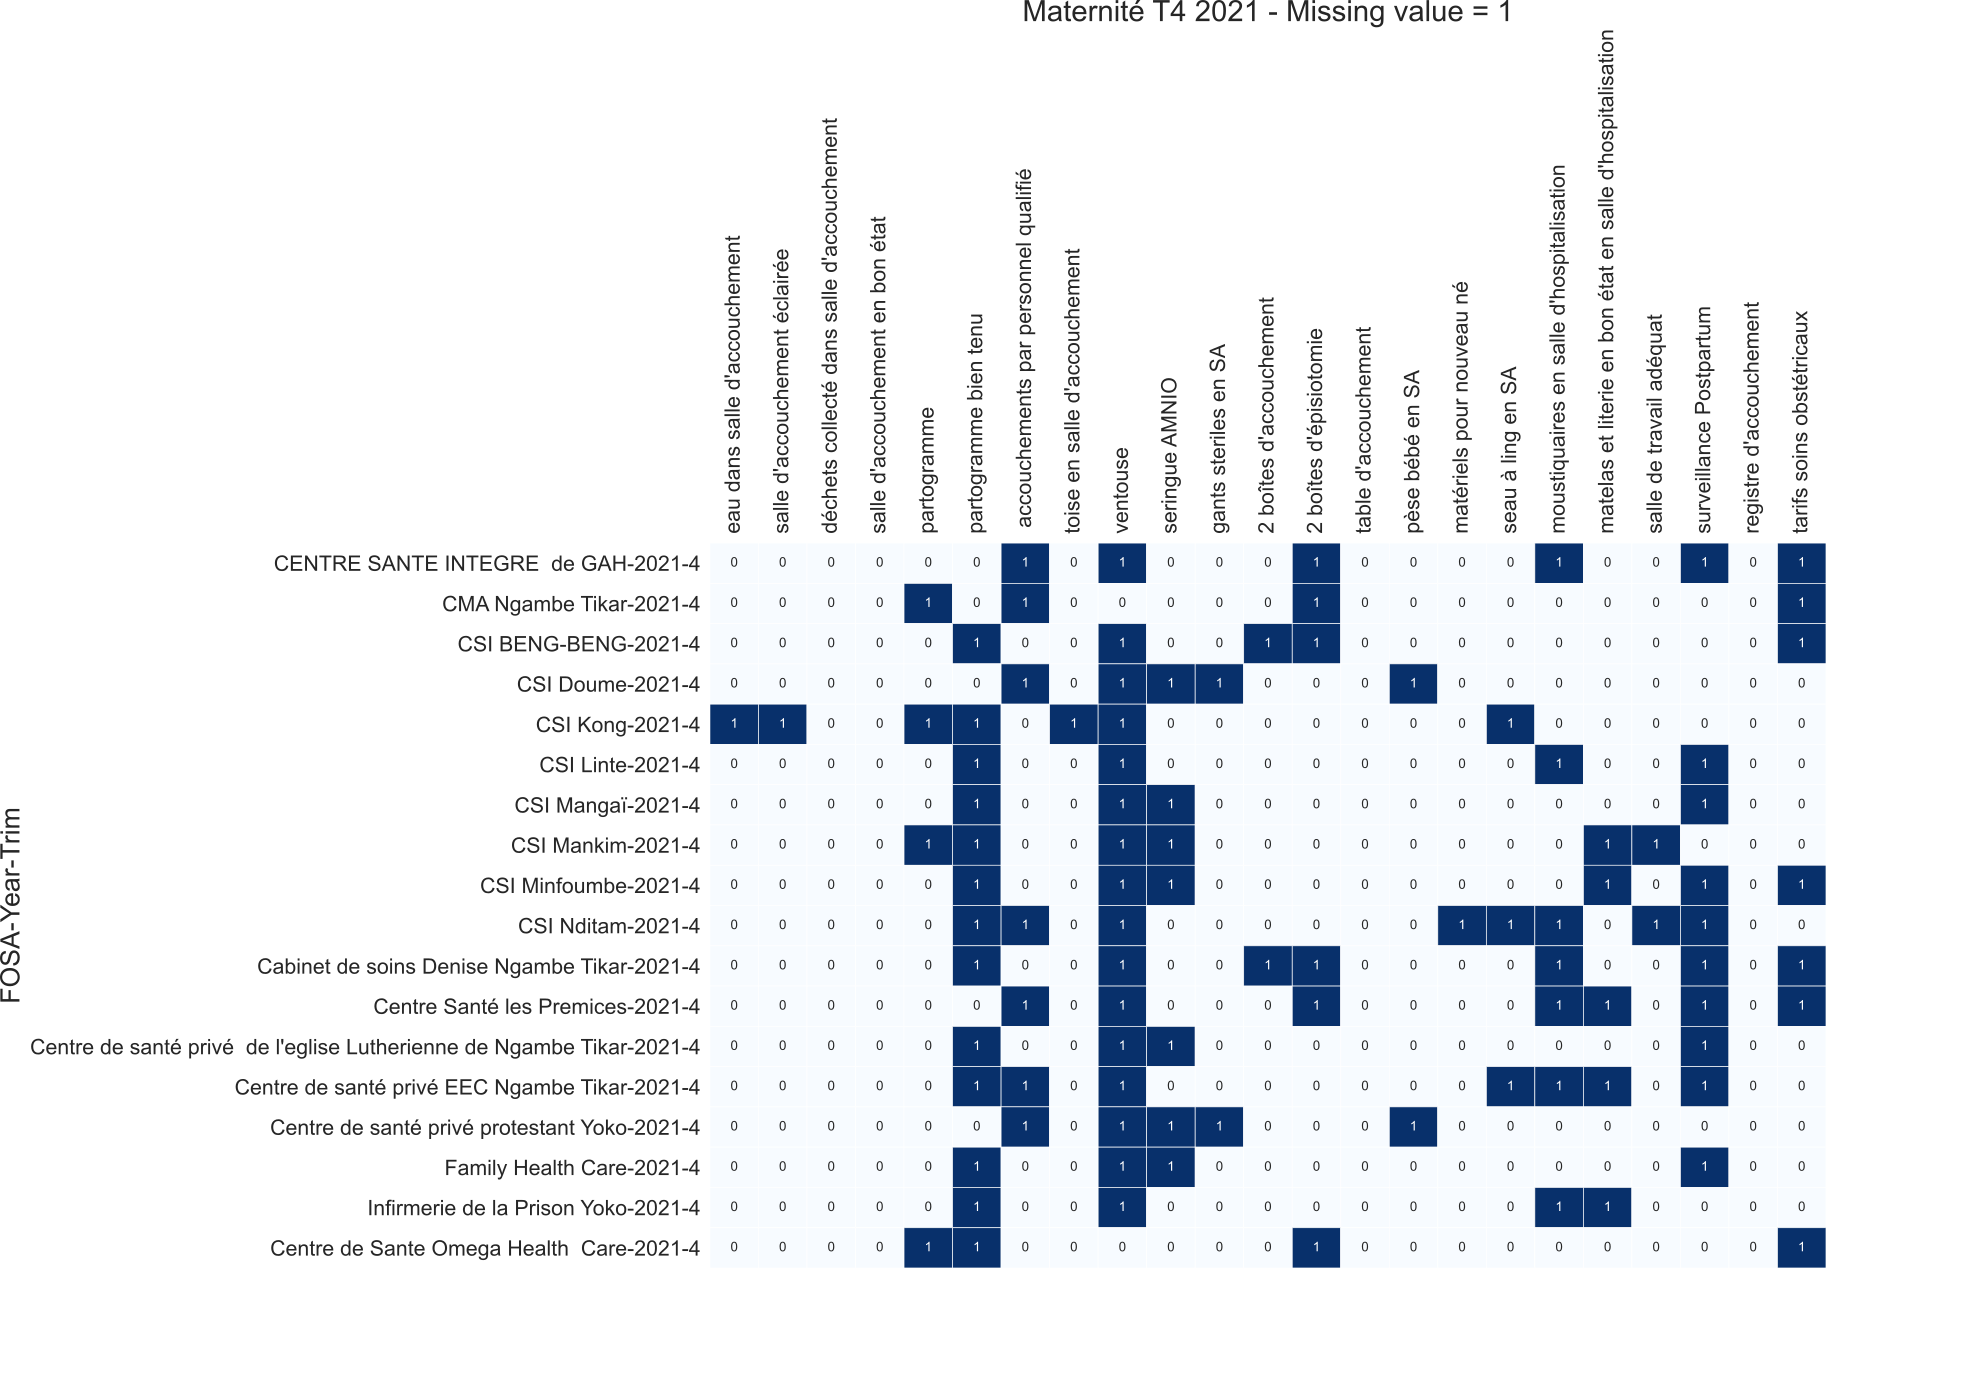 Maternité T4 2021 - Missing value = 1
eau dans salle d'accouchement
salle d'accouchement éclairée
déchets collecté dans salle d'accouchement
salle d'accouchement en bon état
partogramme
partogramme bien tenu
accouchements par personnel qualifié
toise en salle d'accouchement
ventouse
seringue AMNIO
gants steriles en SA
2 boîtes d'accouchement
2 boîtes d'épisiotomie
table d'accouchement
pèse bébé en SA
matériels pour nouveau né
seau à ling en SA
moustiquaires en salle d'hospitalisation
matelas et literie en bon état en salle d'hospitalisation
salle de travail adéquat
surveillance Postpartum
registre d'accouchement
tarifs soins obstétricaux
FOSA-Year-Trim
CENTRE SANTE INTEGRE  de GAH-2021-4 0 0 0 0 0 0 1 0 1 0 0 0 1 0 0 0 0 1 0 0 1 0 1
CMA Ngambe Tikar-2021-4 0 0 0 0 1 0 1 0 0 0 0 0 1 0 0 0 0 0 0 0 0 0 1
CSI BENG-BENG-2021-4 0 0 0 0 0 1 0 0 1 0 0 1 1 0 0 0 0 0 0 0 0 0 1
CSI Doume-2021-4 0 0 0 0 0 0 1 0 1 1 1 0 0 0 1 0 0 0 0 0 0 0 0
CSI Kong-2021-4 1 1 0 0 1 1 0 1 1 0 0 0 0 0 0 0 1 0 0 0 0 0 0
CSI Linte-2021-4 0 0 0 0 0 1 0 0 1 0 0 0 0 0 0 0 0 1 0 0 1 0 0
CSI Mangaï-2021-4 0 0 0 0 0 1 0 0 1 1 0 0 0 0 0 0 0 0 0 0 1 0 0
CSI Mankim-2021-4 0 0 0 0 1 1 0 0 1 1 0 0 0 0 0 0 0 0 1 1 0 0 0
CSI Minfoumbe-2021-4 0 0 0 0 0 1 0 0 1 1 0 0 0 0 0 0 0 0 1 0 1 0 1
CSI Nditam-2021-4 0 0 0 0 0 1 1 0 1 0 0 0 0 0 0 1 1 1 0 1 1 0 0
Cabinet de soins Denise Ngambe Tikar-2021-4 0 0 0 0 0 1 0 0 1 0 0 1 1 0 0 0 0 1 0 0 1 0 1
Centre Santé les Premices-2021-4 0 0 0 0 0 0 1 0 1 0 0 0 1 0 0 0 0 1 1 0 1 0 1
Centre de santé privé  de l'eglise Lutherienne de Ngambe Tikar-2021-4 0 0 0 0 0 1 0 0 1 1 0 0 0 0 0 0 0 0 0 0 1 0 0
Centre de santé privé EEC Ngambe Tikar-2021-4 0 0 0 0 0 1 1 0 1 0 0 0 0 0 0 0 1 1 1 0 1 0 0
Centre de santé privé protestant Yoko-2021-4 0 0 0 0 0 0 1 0 1 1 1 0 0 0 1 0 0 0 0 0 0 0 0
Family Health Care-2021-4 0 0 0 0 0 1 0 0 1 1 0 0 0 0 0 0 0 0 0 0 1 0 0
Infirmerie de la Prison Yoko-2021-4 0 0 0 0 0 1 0 0 1 0 0 0 0 0 0 0 0 1 1 0 0 0 0
Centre de Sante Omega Health  Care-2021-4 0 0 0 0 1 1 0 0 0 0 0 0 1 0 0 0 0 0 0 0 0 0 1